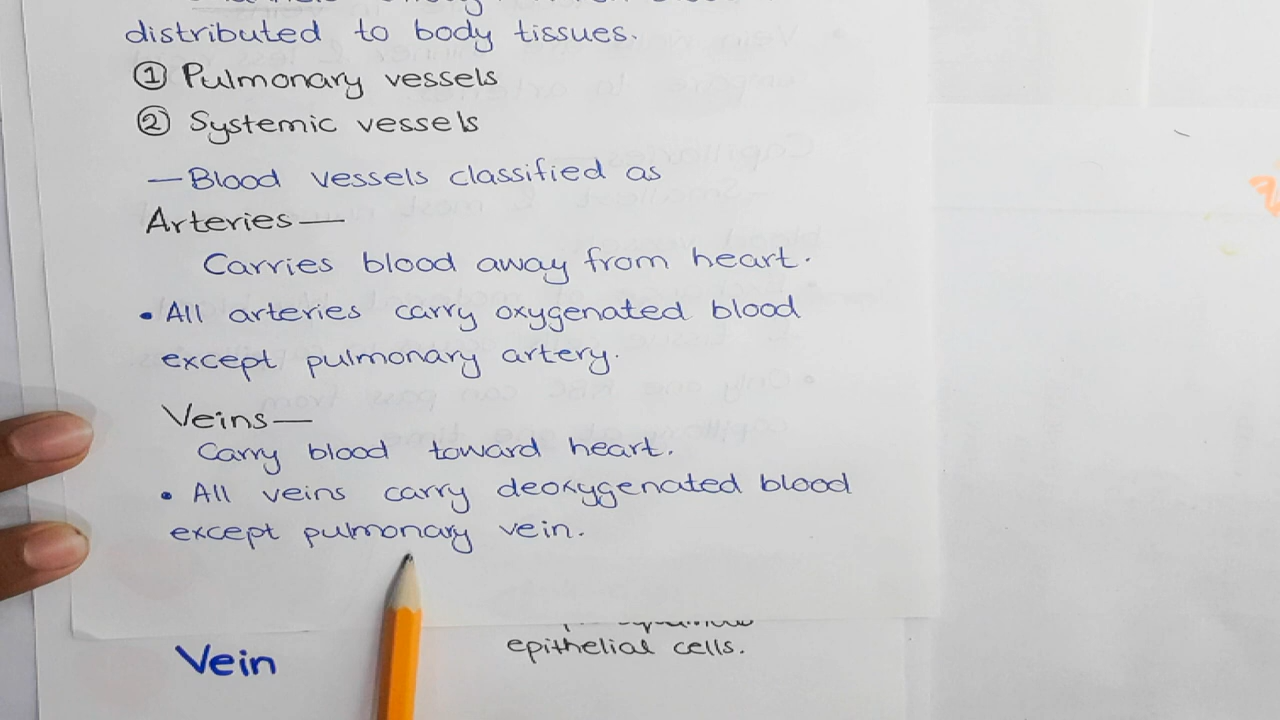 distributed to body tissues.
① Pulmonary vessels
② Systemic vessels
— Blood vessels classified as
Arteries —
Carries blood away from heart.
• All arteries carry oxygenated blood
except pulmonary artery.
Veins —
Carry blood toward heart.
• All veins carry deoxygenated blood
except pulmonary vein.
Vein
epithelial cells.